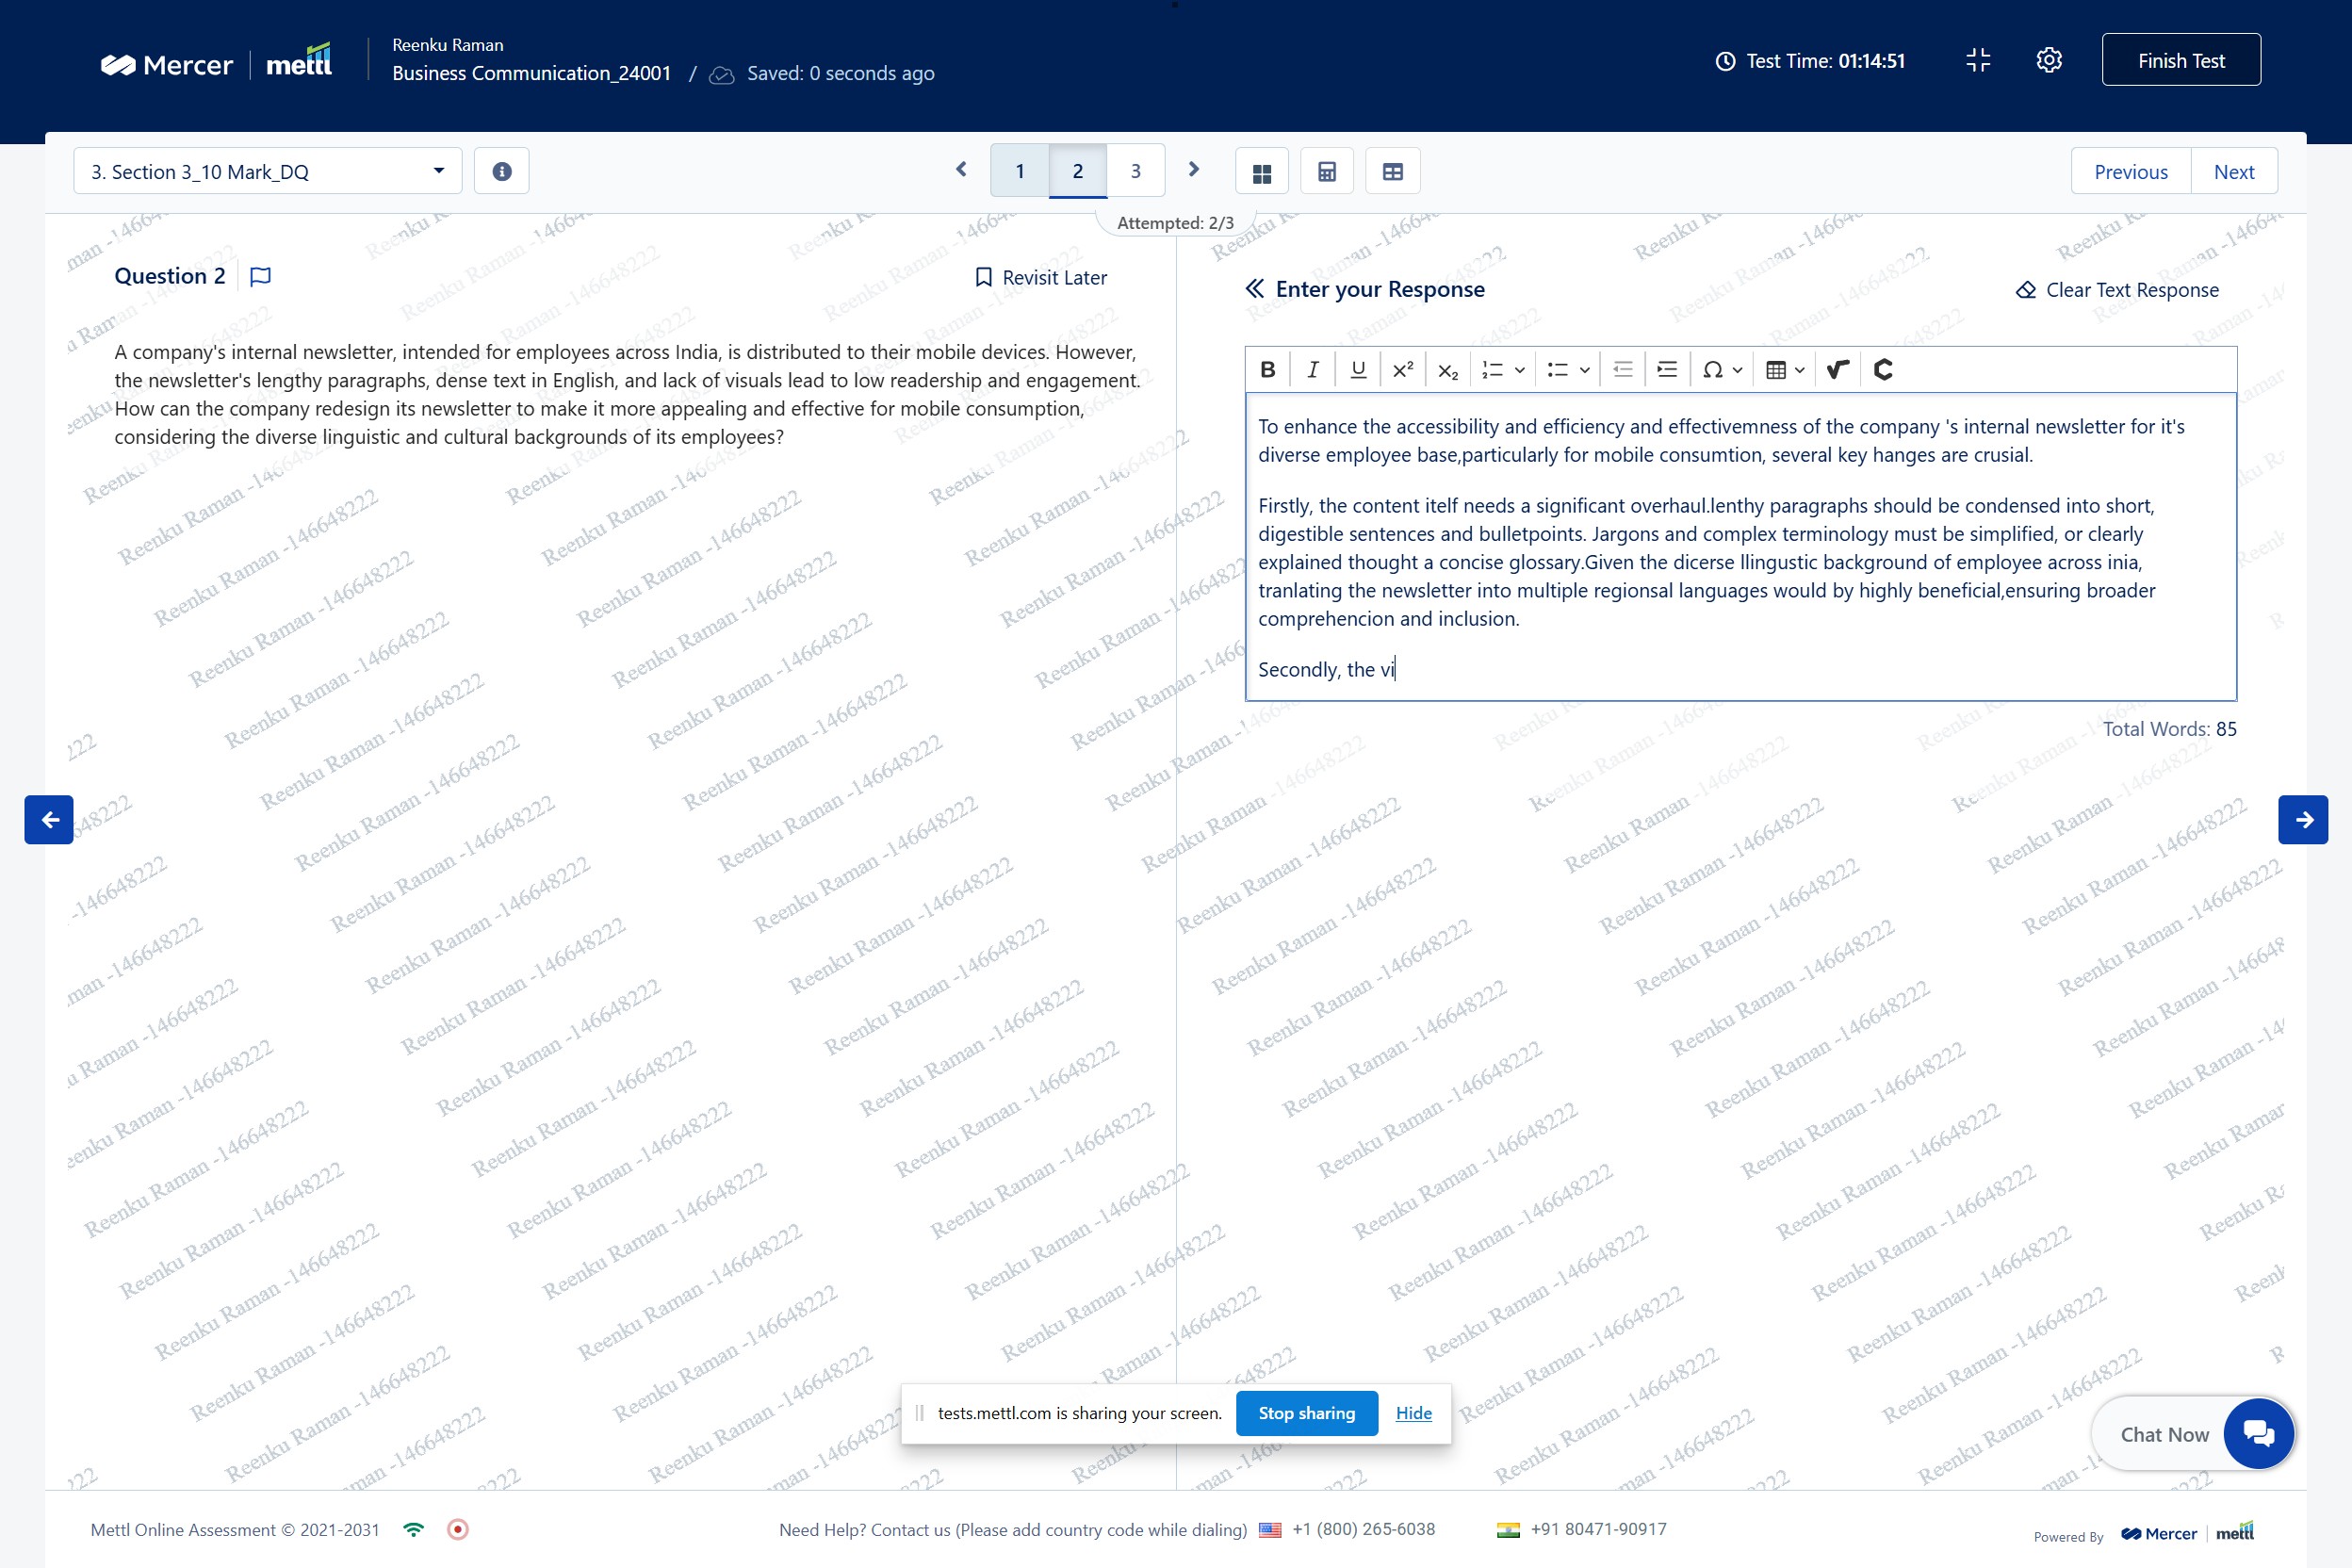 Mercer | mettl
Reenku Raman
Business Communication_24001 / Saved: 0 seconds ago
Test Time: 01:14:51
Finish Test
3. Section 3_10 Mark_DQ
1 2 3
Previous Next
Attempted: 2/3
Question 2
Revisit Later
A company's internal newsletter, intended for employees across India, is distributed to their mobile devices. However,
the newsletter's lengthy paragraphs, dense text in English, and lack of visuals lead to low readership and engagement.
How can the company redesign its newsletter to make it more appealing and effective for mobile consumption,
considering the diverse linguistic and cultural backgrounds of its employees?
Enter your Response
Clear Text Response
To enhance the accessibility and efficiency and effectivemness of the company 's internal newsletter for it's
diverse employee base,particularly for mobile consumtion, several key hanges are crusial.
Firstly, the content itelf needs a significant overhaul.lenthy paragraphs should be condensed into short,
digestible sentences and bulletpoints. Jargons and complex terminology must be simplified, or clearly
explained thought a concise glossary.Given the dicerse llingustic background of employee across inia,
tranlating the newsletter into multiple regionsal languages would by highly beneficial,ensuring broader
comprehencion and inclusion.
Secondly, the vi
Total Words: 85
Reenku Raman -146648222
tests.mettl.com is sharing your screen. Stop sharing Hide
Chat Now
Mettl Online Assessment © 2021-2031
Need Help? Contact us (Please add country code while dialing) +1 (800) 265-6038 +91 80471-90917
Powered By Mercer | mettl